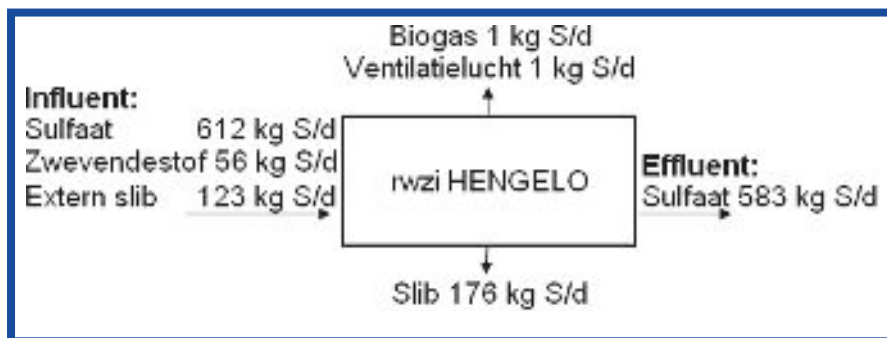 Biogas 1 kg S/d
Ventilatielucht 1 kg S/d
Influent:
Sulfaat 612 kg S/d
Zwevendestof 56 kg S/d
Extern slib 123 kg S/d
rwzi HENGELO
Effluent:
Sulfaat 583 kg S/d
Slib 176 kg S/d